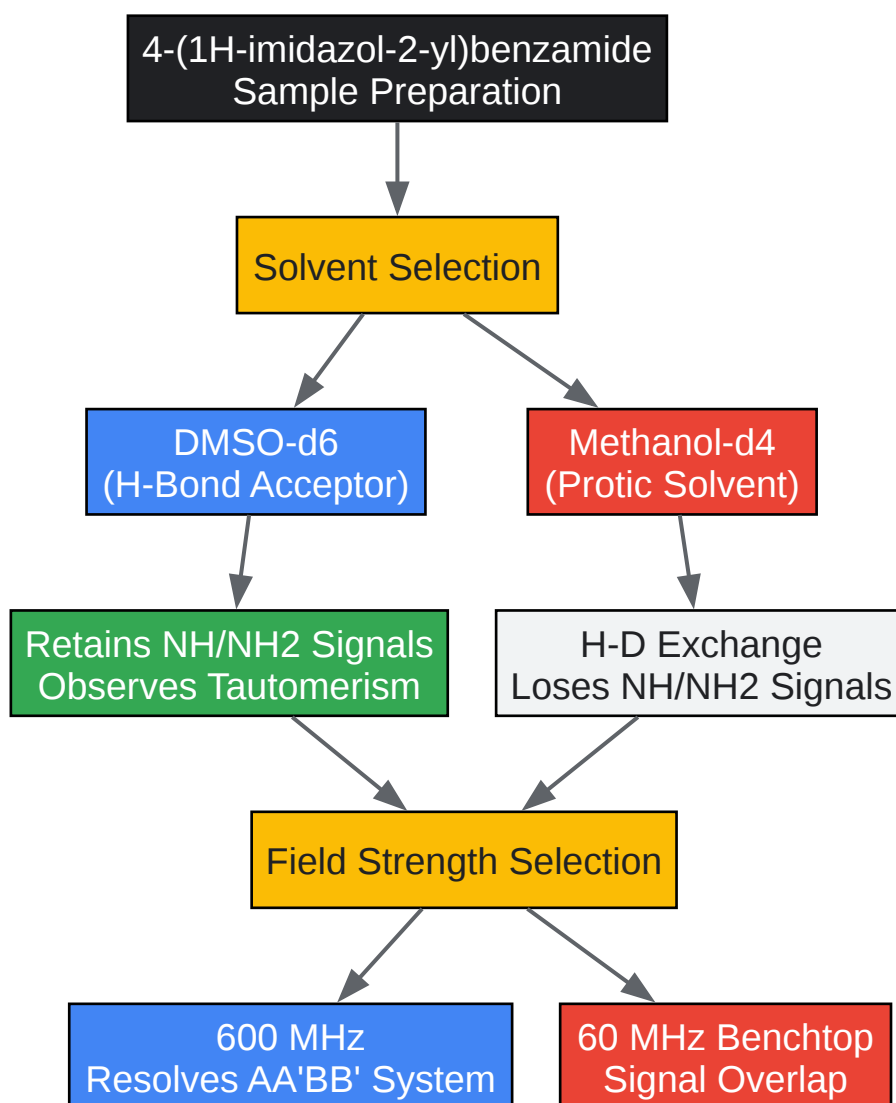 4-(1H-imidazol-2-yl)benzamide
Sample Preparation
Solvent Selection
DMSO-d6
(H-Bond Acceptor)
Methanol-d4
(Protic Solvent)
Retains NH/NH2 Signals
Observes Tautomerism
H-D Exchange
Loses NH/NH2 Signals
Field Strength Selection
600 MHz
Resolves AA'BB' System
60 MHz Benchtop
Signal Overlap